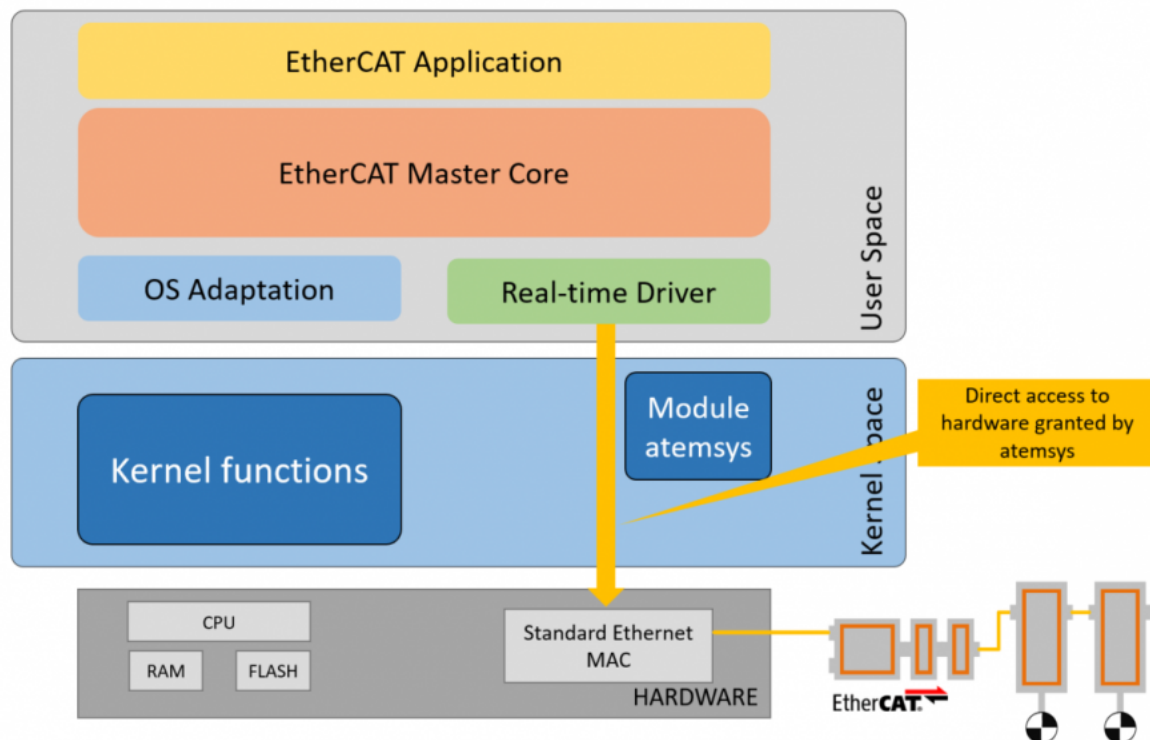 EtherCAT Application
EtherCAT Master Core
OS Adaptation
Real-time Driver
User Space
Kernel functions
Module
atemsys
Kernel space
Direct access to
hardware granted by
atemsys
CPU
RAM
FLASH
Standard Ethernet
MAC
HARDWARE
EtherCAT®